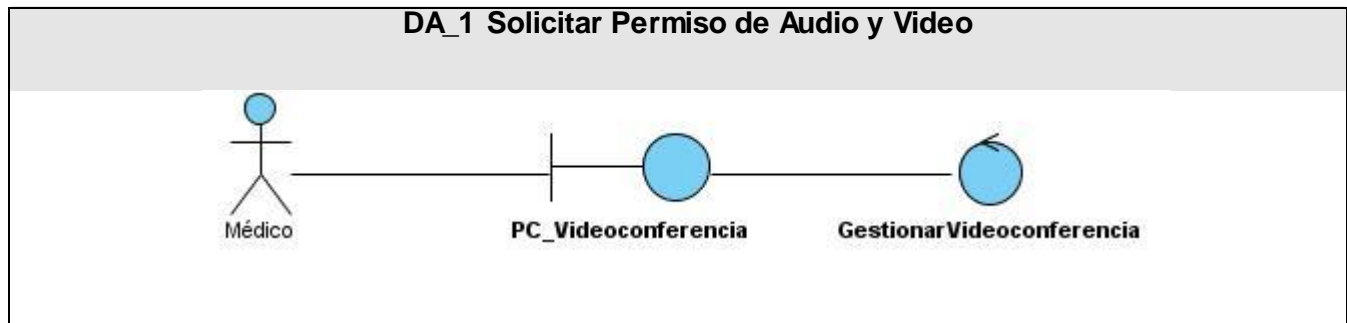 DA_1 Solicitar Permiso de Audio y Video
Médico
PC_Videoconferencia
GestionarVideoconferencia